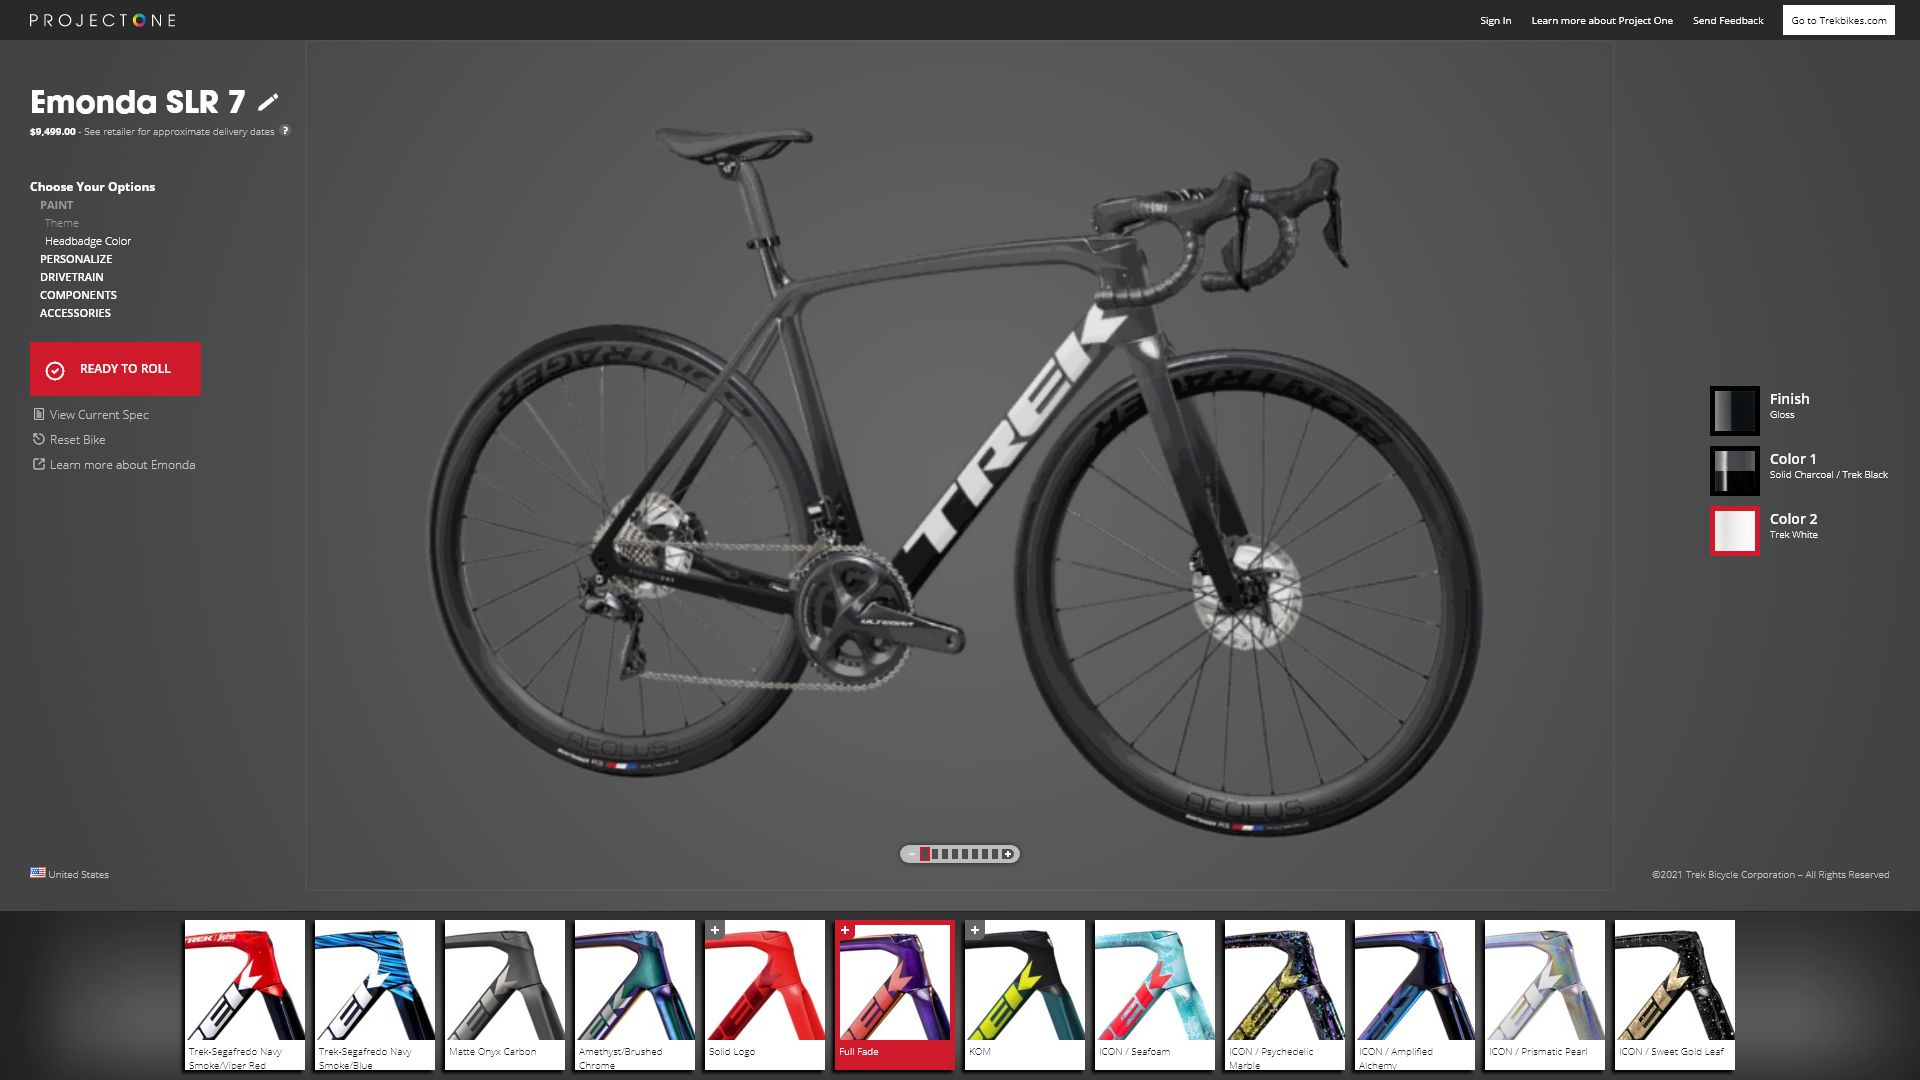 PROJECTONE
Sign In
Learn more about Project One
Send Feedback
Go to Trekbikes.com
Emonda SLR 7
$9,499.00 - See retailer for approximate delivery dates ?
Choose Your Options
PAINT
Theme
Headbadge Color
PERSONALIZE
DRIVETRAIN
COMPONENTS
ACCESSORIES
READY TO ROLL
View Current Spec
Reset Bike
Learn more about Emonda
BONTRAGER
TREK
BONTRAGER
ULTEGRA
AEOLUS
AEOLUS
Finish
Gloss
Color 1
Solid Charcoal / Trek Black
Color 2
Trek White
United States
©2021 Trek Bicycle Corporation – All Rights Reserved
Trek-Segafredo Navy
Smoke/Viper Red
Trek-Segafredo Navy
Smoke/Blue
Matte Onyx Carbon
Amethyst/Brushed
Chrome
Solid Logo
Full Fade
KOM
ICON / Seafoam
ICON / Psychedelic
Marble
ICON / Amplified
Alchemy
ICON / Prismatic Pearl
ICON / Sweet Gold Leaf